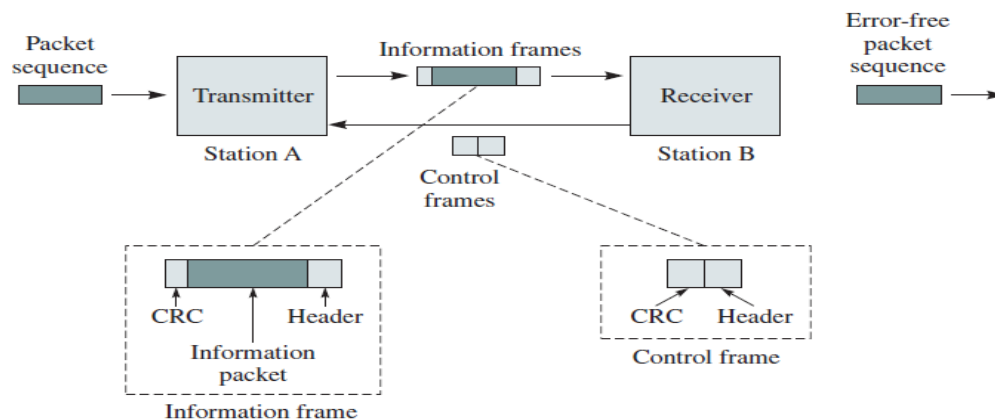 Packet
sequence
Transmitter
Station A
Information frames
Control
frames
Receiver
Station B
Error-free
packet
sequence
CRC
Header
Information
packet
Information frame
CRC
Header
Control frame